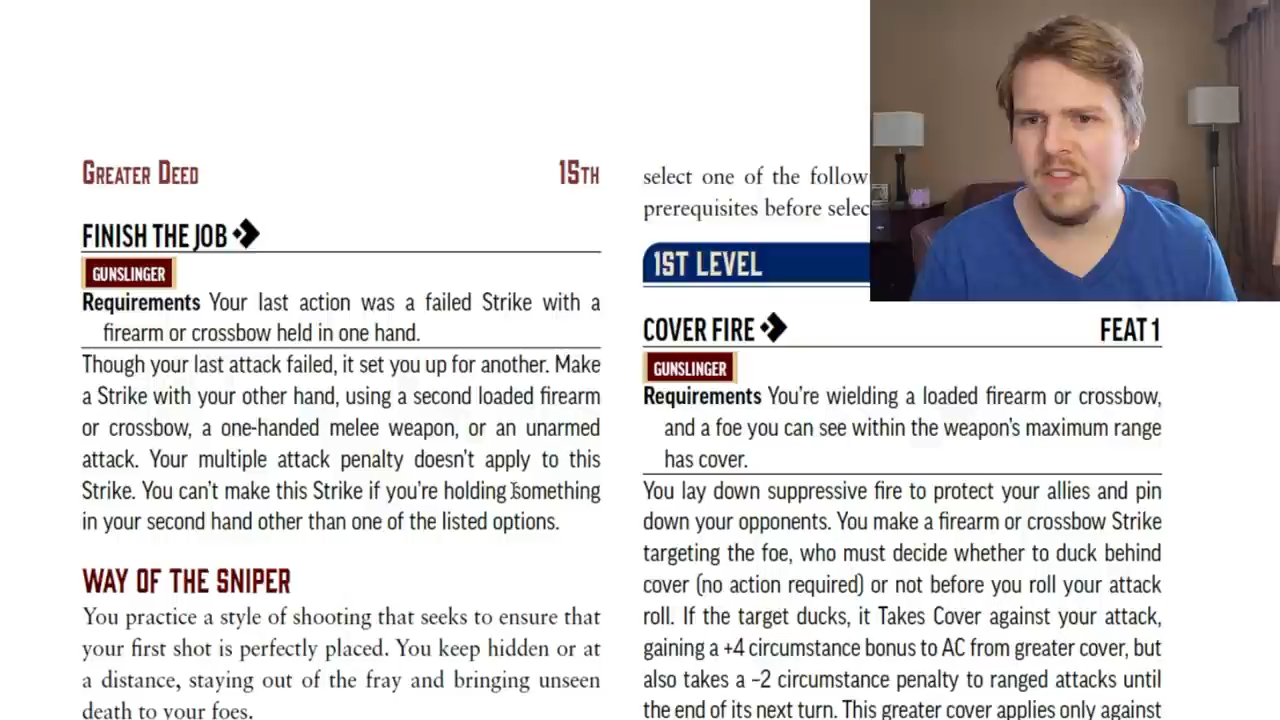 GREATER DEED 15TH
FINISH THE JOB
GUNSLINGER
Requirements Your last action was a failed Strike with a
firearm or crossbow held in one hand.
Though your last attack failed, it set you up for another. Make
a Strike with your other hand, using a second loaded firearm
or crossbow, a one-handed melee weapon, or an unarmed
attack. Your multiple attack penalty doesn't apply to this
Strike. You can't make this Strike if you're holding something
in your second hand other than one of the listed options.
WAY OF THE SNIPER
You practice a style of shooting that seeks to ensure that
your first shot is perfectly placed. You keep hidden or at
a distance, staying out of the fray and bringing unseen
death to your foes.
select one of the follow
prerequisites before selec
1ST LEVEL
COVER FIRE FEAT 1
GUNSLINGER
Requirements You're wielding a loaded firearm or crossbow,
and a foe you can see within the weapon's maximum range
has cover.
You lay down suppressive fire to protect your allies and pin
down your opponents. You make a firearm or crossbow Strike
targeting the foe, who must decide whether to duck behind
cover (no action required) or not before you roll your attack
roll. If the target ducks, it Takes Cover against your attack,
gaining a +4 circumstance bonus to AC from greater cover, but
also takes a –2 circumstance penalty to ranged attacks until
the end of its next turn. This greater cover applies only against